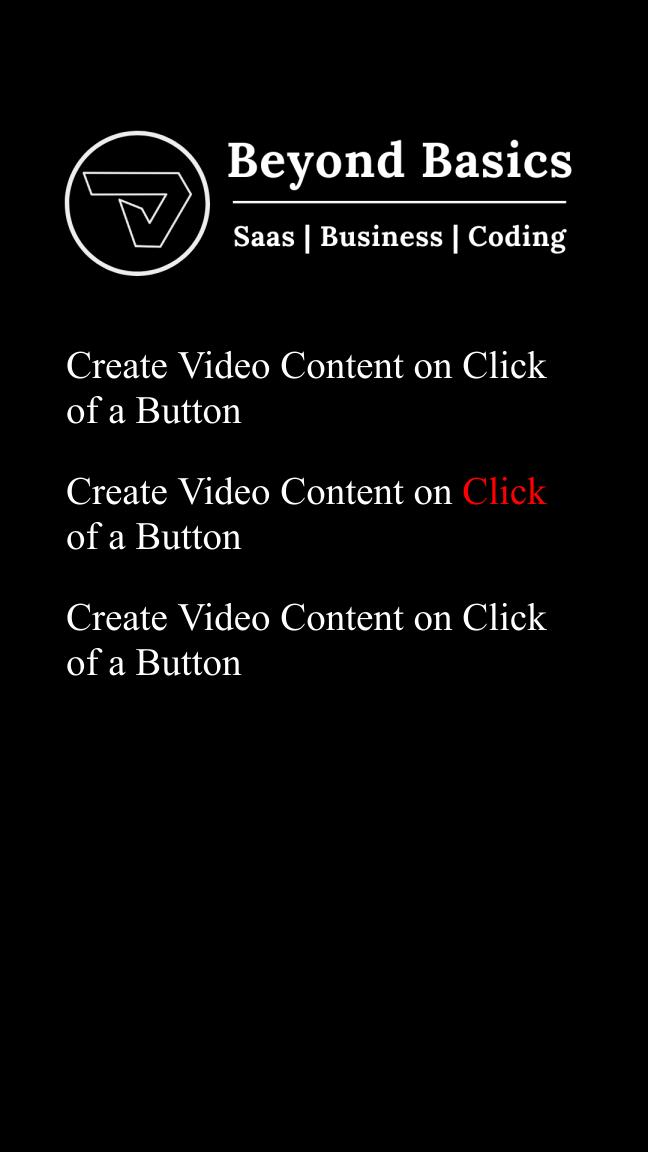 Beyond Basics
Saas | Business | Coding
Create Video Content on Click
of a Button
Create Video Content on Click
of a Button
Create Video Content on Click
of a Button